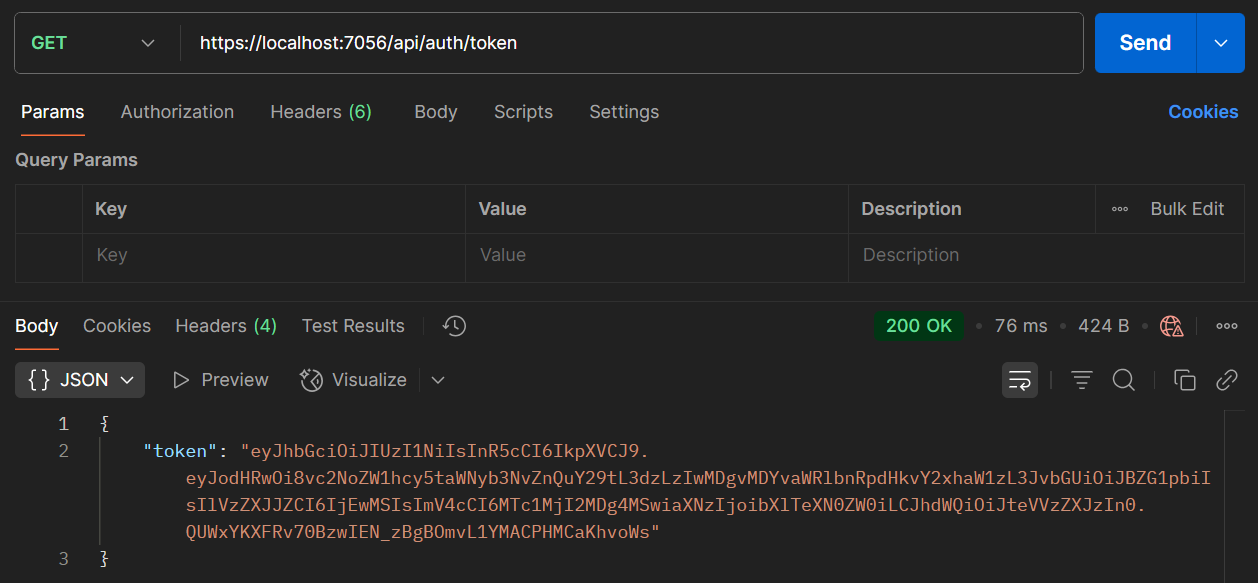 GET https://localhost:7056/api/auth/token Send
Params Authorization Headers (6) Body Scripts Settings Cookies
Query Params
Key Value Description Bulk Edit
Key Value Description
Body Cookies Headers (4) Test Results 200 OK 76 ms 424 B
{} JSON Preview Visualize
1 {
2 "token": "eyJhbGciOiJIUzI1NiIsInR5cCI6IkpXVCJ9.
eyJodHRwOi8vc2NoZW1hcy5taWNyb3NvZnQuY29tL3dzLzIwMDgvMDYvaWRlbnRpdHkvY2xhaW1zL3JvbGUiOiJBZG1pbiI
sIlVzZXJJZCI6IjEwMSIsImV4cCI6MTc1MjI2MDg4MSwiaXNzIjoibXlTeXN0ZW0iLCJhdWQiOiJteVVzZXJzIn0.
QUWxYKXFRv70BzwIEN_zBgBOmvL1YMACPHMCaKhvoWs"
3 }